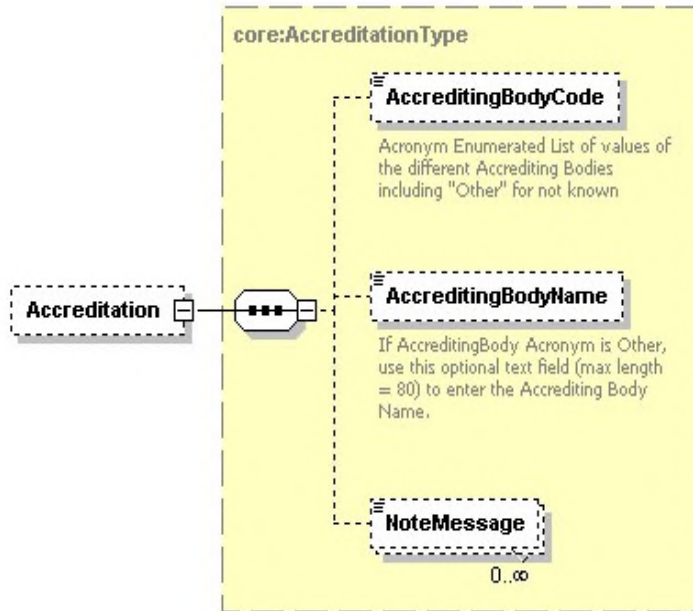 core:AccreditationType
AccreditingBodyCode
Acronym Enumerated List of values of
the different Accrediting Bodies
including "Other" for not known
Accreditation
AccreditingBodyName
If AccreditingBody Acronym is Other,
use this optional text field (max length
= 80) to enter the Accrediting Body
Name.
NoteMessage
0..∞